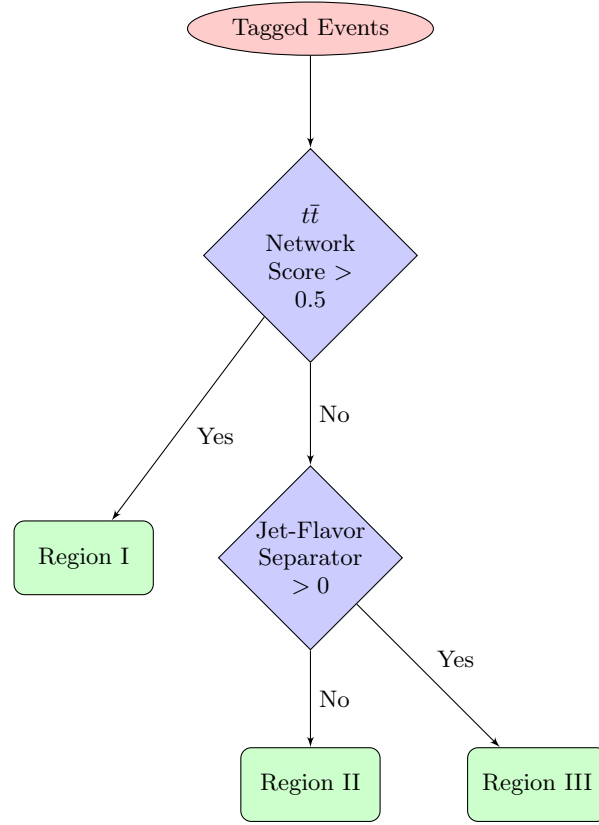 Tagged Events
tt̄
Network
Score >
0.5
Yes
No
Region I
Jet-Flavor
Separator
> 0
Yes
No
Region II
Region III